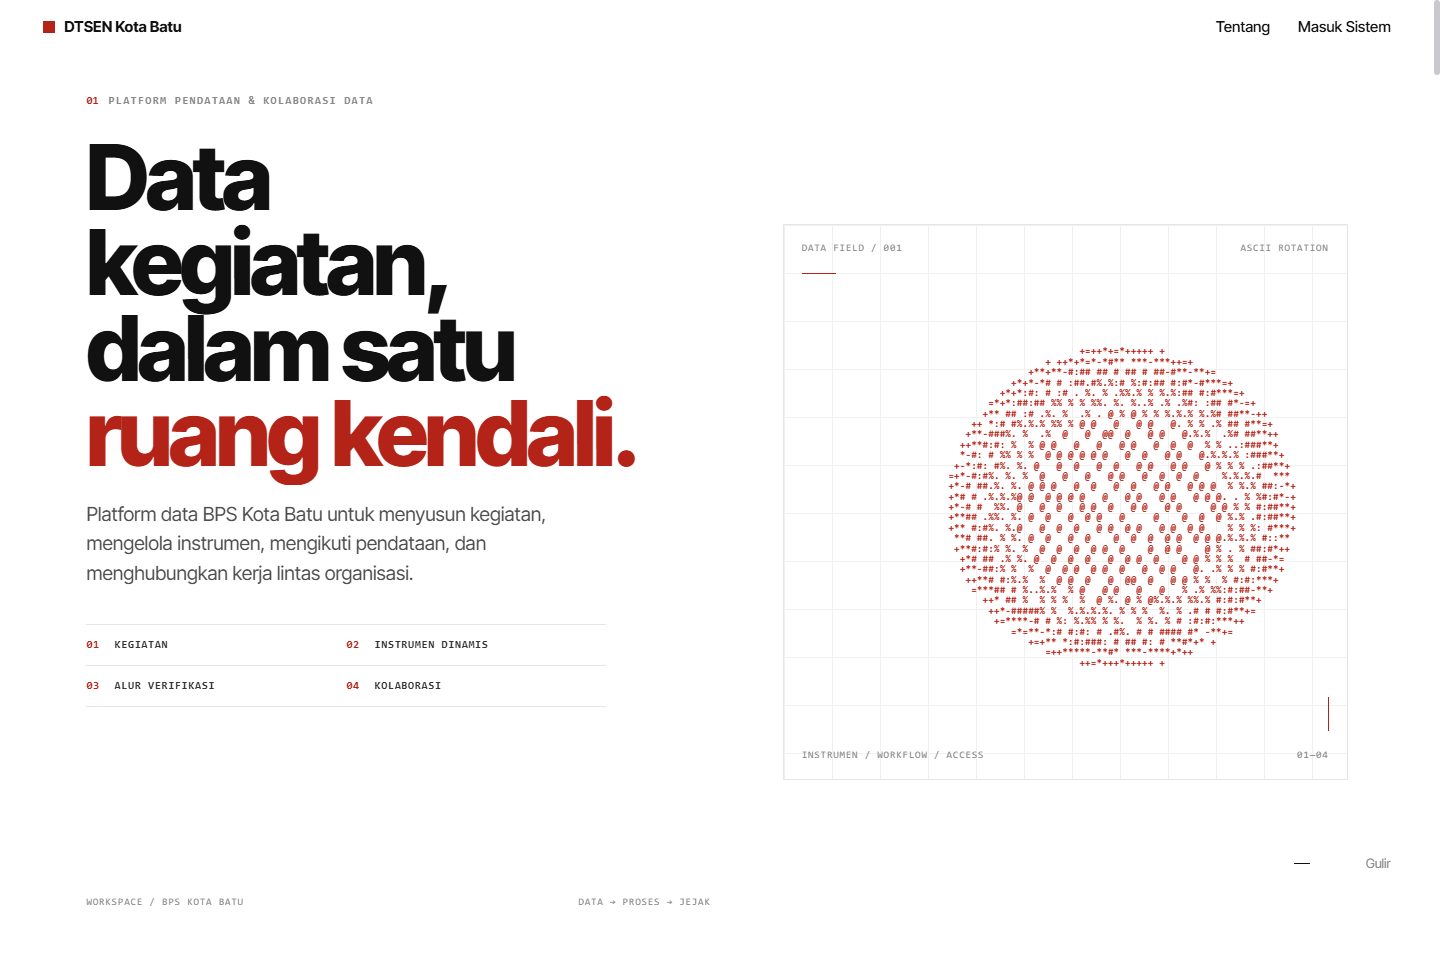 DTSEN Kota Batu
Tentang
Masuk Sistem
01 PLATFORM PENDATAAN & KOLABORASI DATA
Data
kegiatan,
dalam satu
ruang kendali.
Platform data BPS Kota Batu untuk menyusun kegiatan,
mengelola instrumen, mengikuti pendataan, dan
menghubungkan kerja lintas organisasi.
01 KEGIATAN
02 INSTRUMEN DINAMIS
03 ALUR VERIFIKASI
04 KOLABORASI
DATA FIELD / 001
ASCII ROTATION
INSTRUMEN / WORKFLOW / ACCESS
01—04
Gulir
WORKSPACE / BPS KOTA BATU
DATA → PROSES → JEJAK